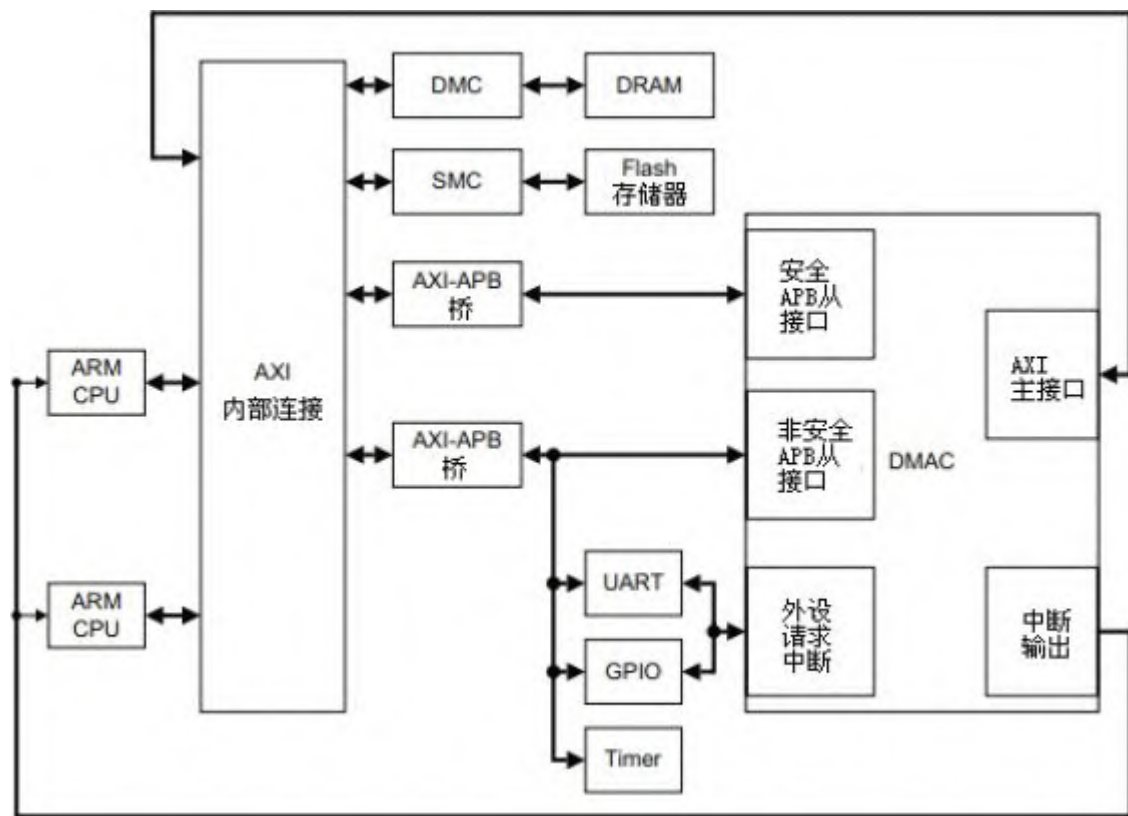 DMC
DRAM
SMC
Flash
存储器
AXI-APB
桥
安全
APB从
接口
ARM
CPU
AXI
内部连接
AXI
主接口
AXI-APB
桥
非安全
APB从
接口
DMAC
ARM
CPU
UART
外设
请求
中断
中断
输出
GPIO
Timer